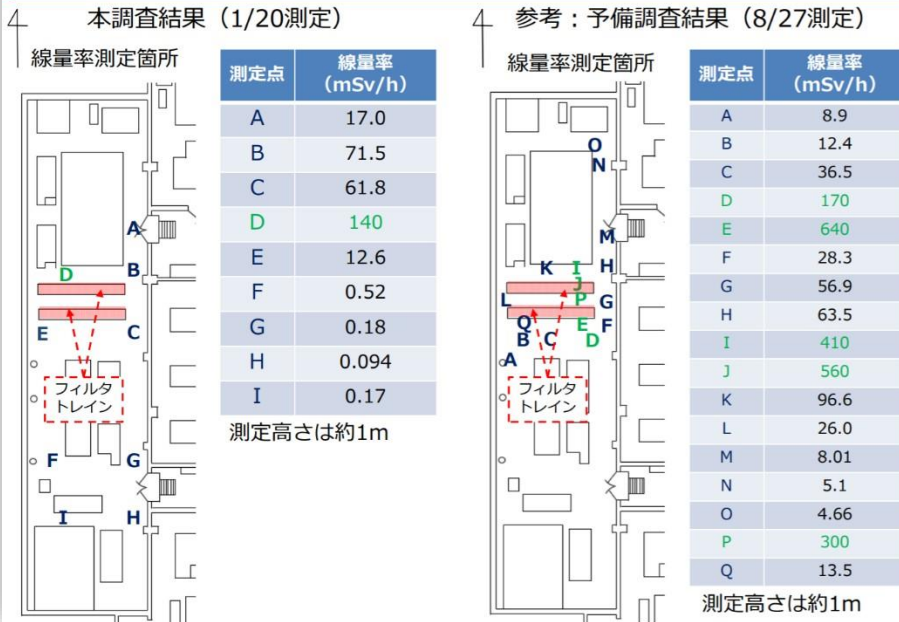 本調査結果（1/20測定）
線量率測定箇所
測定点 線量率（mSv/h）
A 17.0
B 71.5
C 61.8
D 140
E 12.6
F 0.52
G 0.18
H 0.094
I 0.17
測定高さは約1m
A
B
D
E
C
フィルタ
トレイン
F
G
I
H
参考：予備調査結果（8/27測定）
線量率測定箇所
測定点 線量率（mSv/h）
A 8.9
B 12.4
C 36.5
D 170
E 640
F 28.3
G 56.9
H 63.5
I 410
J 560
K 96.6
L 26.0
M 8.01
N 5.1
O 4.66
P 300
Q 13.5
測定高さは約1m
O
N
M
K I H
J
L P G
Q E F
B C D
A
フィルタ
トレイン